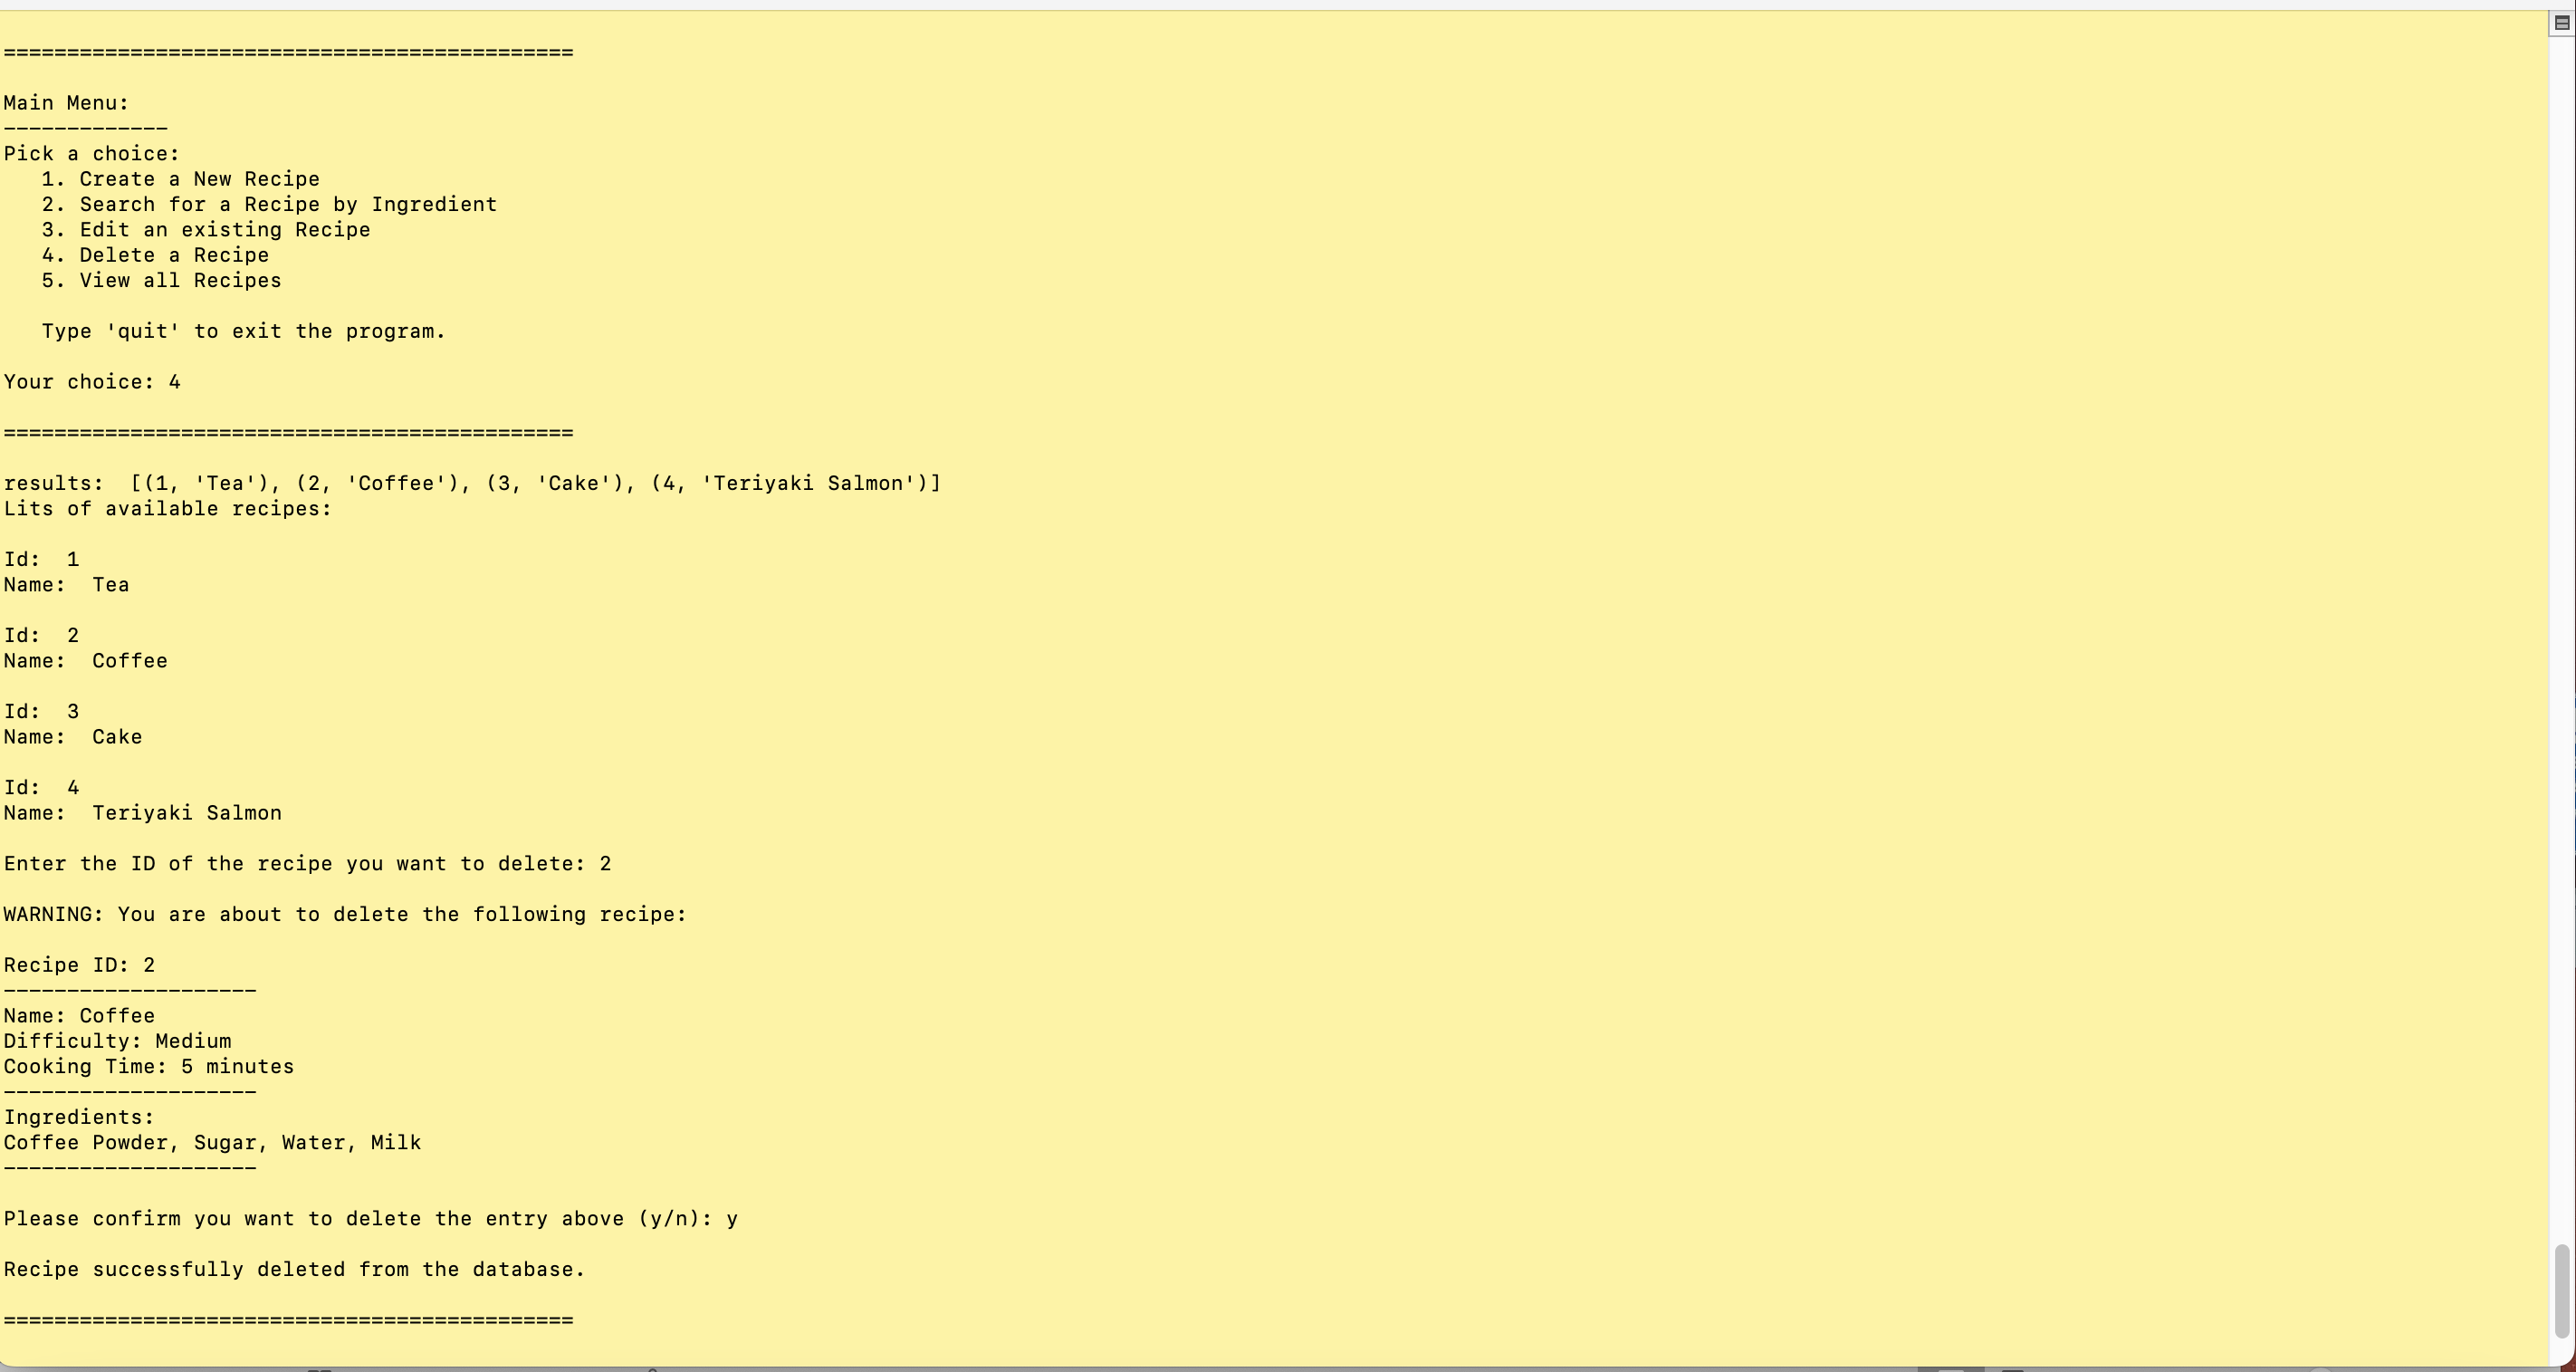 =============================================
Main Menu:
-------------
Pick a choice:
   1. Create a New Recipe
   2. Search for a Recipe by Ingredient
   3. Edit an existing Recipe
   4. Delete a Recipe
   5. View all Recipes
   Type 'quit' to exit the program.
Your choice: 4
=============================================
results:  [(1, 'Tea'), (2, 'Coffee'), (3, 'Cake'), (4, 'Teriyaki Salmon')]
Lits of available recipes:
Id:  1
Name:  Tea
Id:  2
Name:  Coffee
Id:  3
Name:  Cake
Id:  4
Name:  Teriyaki Salmon
Enter the ID of the recipe you want to delete: 2
WARNING: You are about to delete the following recipe:
Recipe ID: 2
--------------------
Name: Coffee
Difficulty: Medium
Cooking Time: 5 minutes
--------------------
Ingredients:
Coffee Powder, Sugar, Water, Milk
--------------------
Please confirm you want to delete the entry above (y/n): y
Recipe successfully deleted from the database.
=============================================